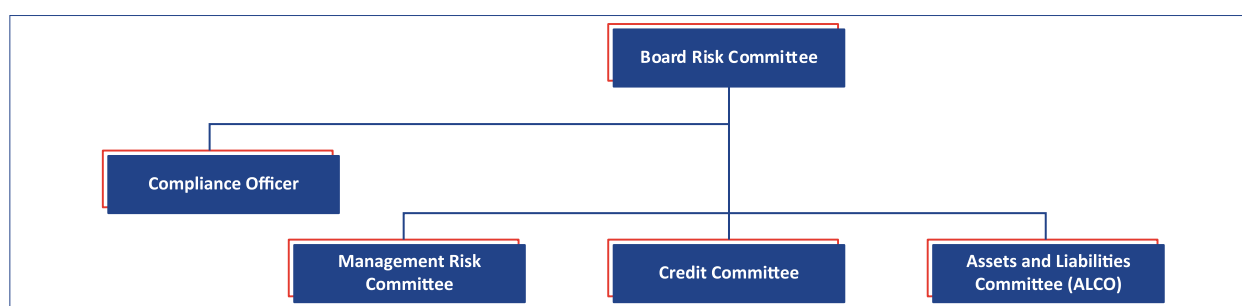 Board Risk Committee
Compliance Officer
Management Risk
Committee
Credit Committee
Assets and Liabilities
Committee (ALCO)